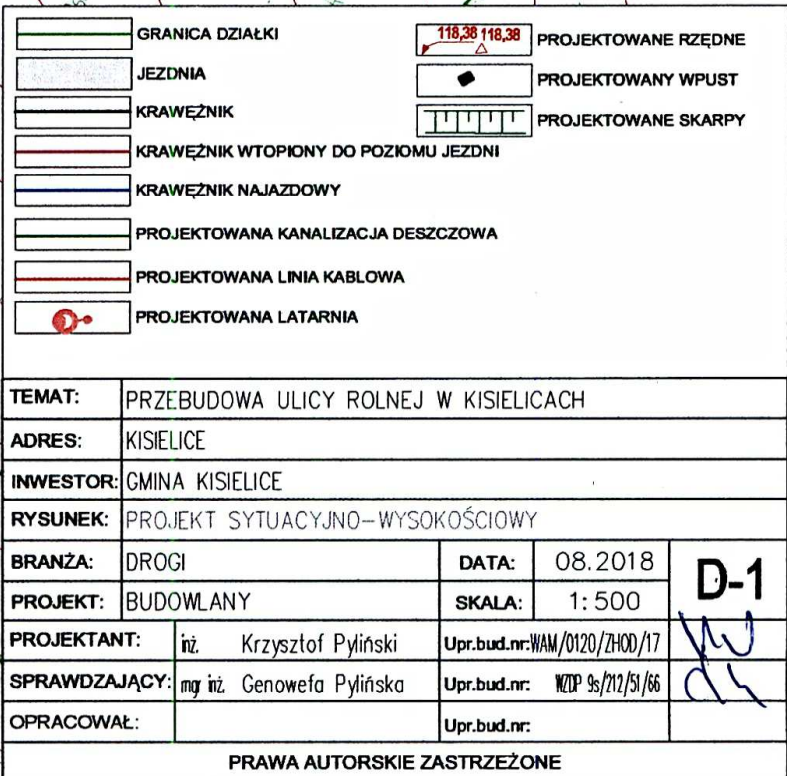 GRANICA DZIAŁKI
JEZDNIA
KRAWĘŻNIK
KRAWĘŻNIK WTOPIONY DO POZIOMU JEZDNI
KRAWĘŻNIK NAJAZDOWY
PROJEKTOWANA KANALIZACJA DESZCZOWA
PROJEKTOWANA LINIA KABLOWA
PROJEKTOWANA LATARNIA
118,38 118,38 PROJEKTOWANE RZĘDNE
PROJEKTOWANY WPUST
PROJEKTOWANE SKARPY
TEMAT: PRZEBUDOWA ULICY ROLNEJ W KISIELICACH
ADRES: KISIELICE
INWESTOR: GMINA KISIELICE
RYSUNEK: PROJEKT SYTUACYJNO-WYSOKOŚCIOWY
BRANŻA: DROGI DATA: 08.2018
D-1
PROJEKT: BUDOWLANY SKALA: 1:500
PROJEKTANT: inż. Krzysztof Pyliński Upr.bud.nr: WAM/0120/ZHOD/17
SPRAWDZAJĄCY: mgr inż. Genowefa Pylińska Upr.bud.nr: WZDP 9s/212/51/66
OPRACOWAŁ: Upr.bud.nr:
PRAWA AUTORSKIE ZASTRZEŻONE